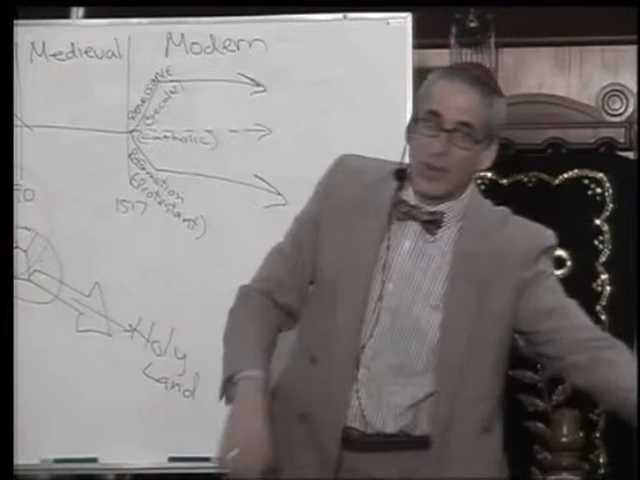 Medieval
Modern
Renaissance
(Secular)
(Catholic)
Reformation
(Protestant)
1517
Holy
Land